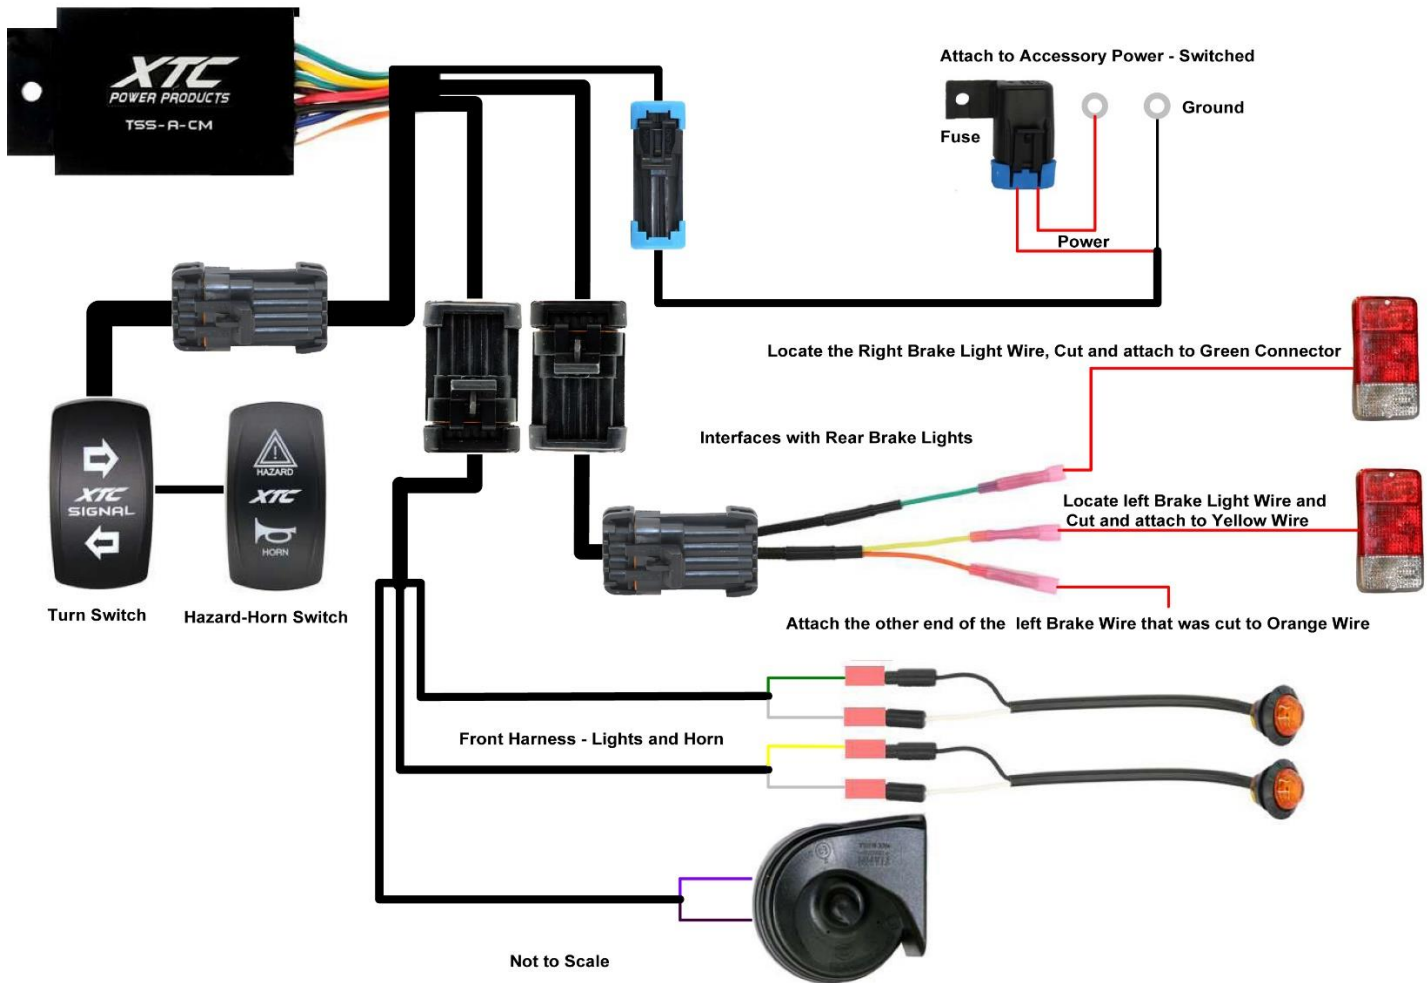 XTC
POWER PRODUCTS
TSS-A-CM
Attach to Accessory Power - Switched
Ground
Fuse
Power
Locate the Right Brake Light Wire, Cut and attach to Green Connector
Interfaces with Rear Brake Lights
Locate left Brake Light Wire and
Cut and attach to Yellow Wire
XTC
SIGNAL
HAZARD
XTC
HORN
Turn Switch
Hazard-Horn Switch
Attach the other end of the left Brake Wire that was cut to Orange Wire
Front Harness - Lights and Horn
Not to Scale